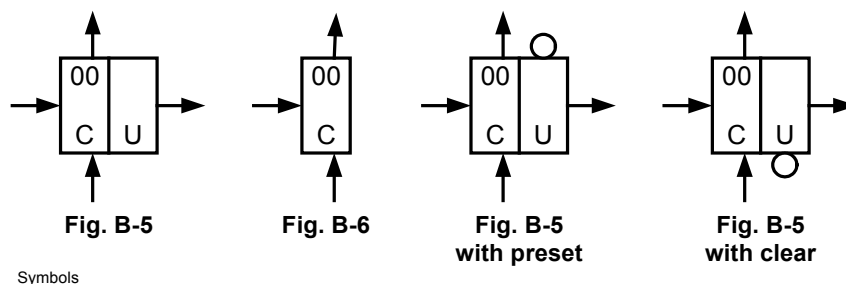 00
C U
Fig. B-5
00
C
Fig. B-6
00
C U
Fig. B-5
with preset
00
C U
Fig. B-5
with clear
Symbols